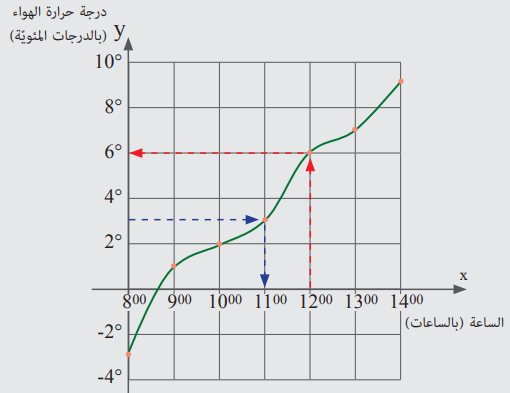 درجة حرارة الهواء
(بالدرجات المئويّة)
y
10°
8°
6°
4°
2°
x
8⁰⁰ 9⁰⁰ 10⁰⁰ 11⁰⁰ 12⁰⁰ 13⁰⁰ 14⁰⁰
الساعة (بالساعات)
-2°
-4°